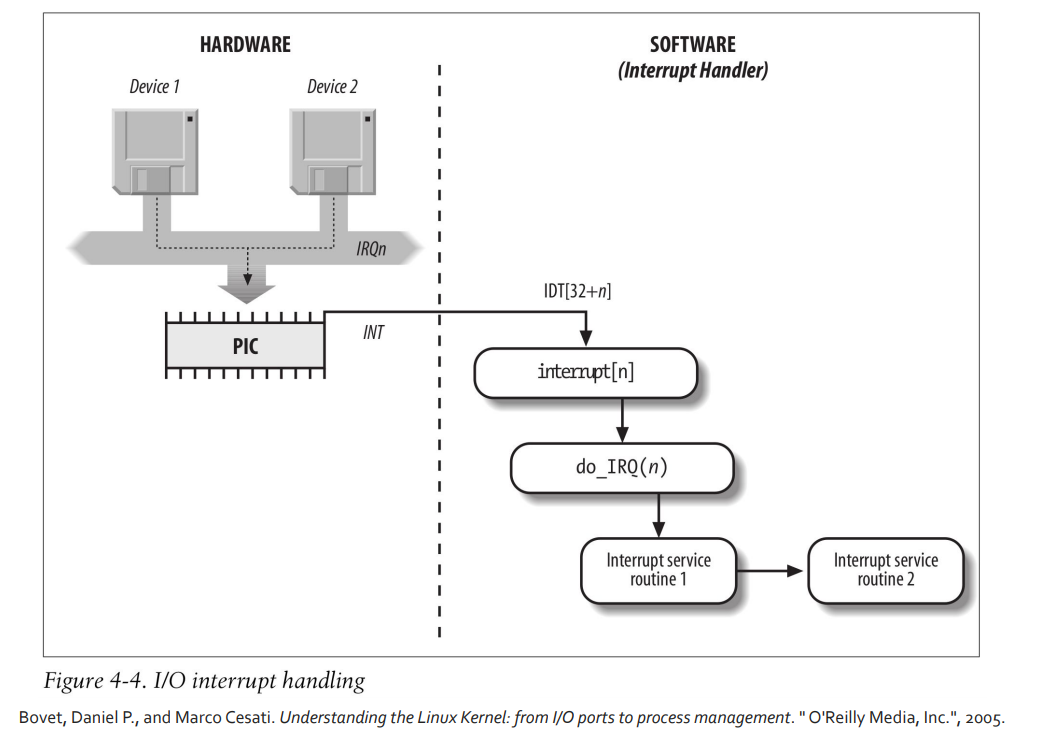 HARDWARE
SOFTWARE
(Interrupt Handler)
Device 1
Device 2
IRQn
IDT[32+n]
INT
PIC
interrupt[n]
do_IRQ(n)
Interrupt service
routine 1
Interrupt service
routine 2
Figure 4-4. I/O interrupt handling
Bovet, Daniel P., and Marco Cesati. Understanding the Linux Kernel: from I/O ports to process management. " O'Reilly Media, Inc.", 2005.